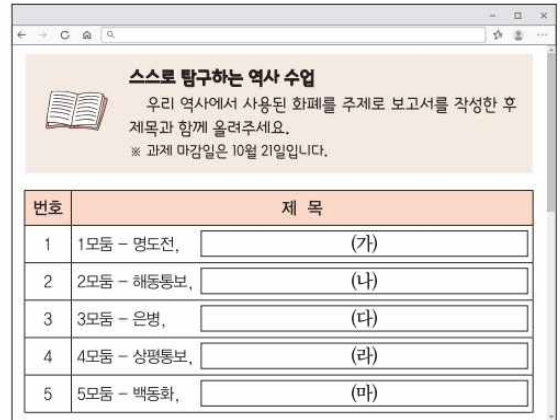 스스로 탐구하는 역사 수업
우리 역사에서 사용된 화폐를 주제로 보고서를 작성한 후
제목과 함께 올려주세요.
※ 과제 마감일은 10월 21일입니다.
번호 제 목
1 1모둠 - 명도전, (가)
2 2모둠 - 해동통보, (나)
3 3모둠 - 은병, (다)
4 4모둠 - 상평통보, (라)
5 5모둠 - 백동화, (마)